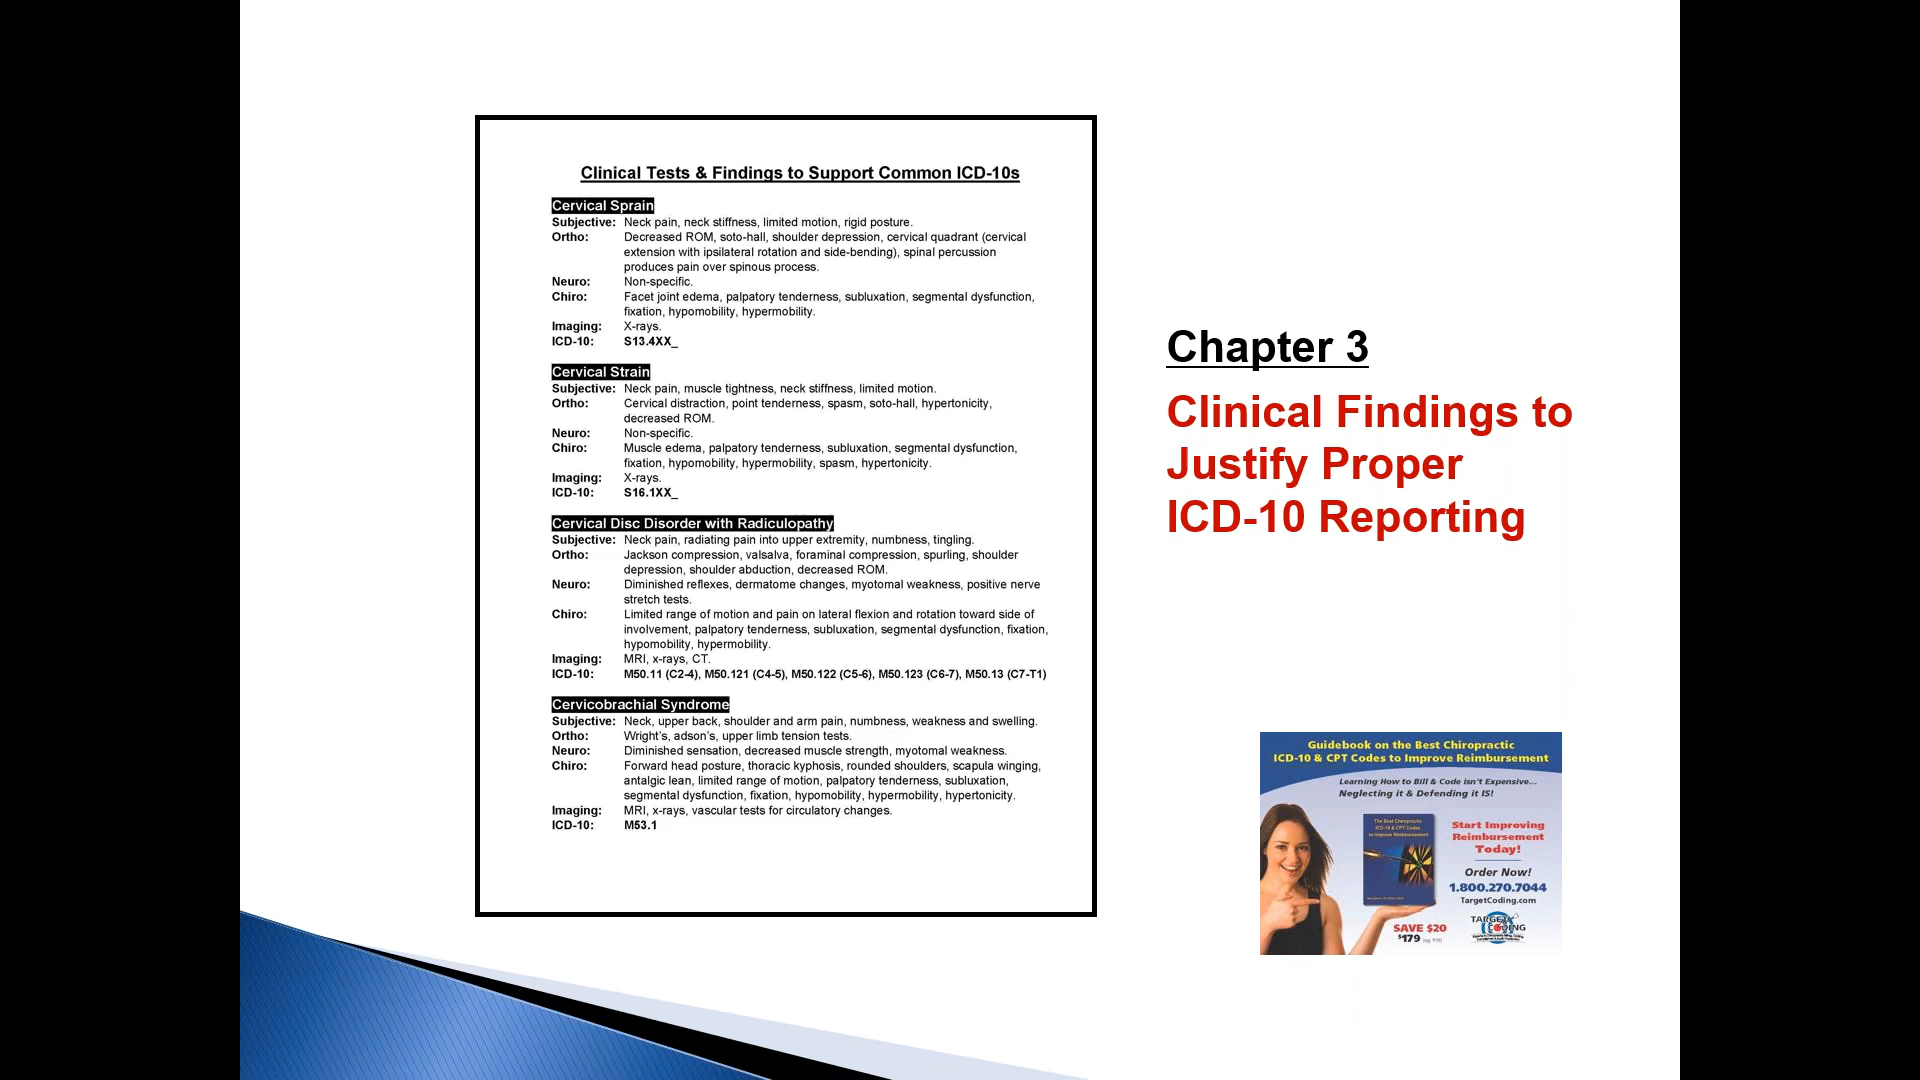 Clinical Tests & Findings to Support Common ICD-10s
Cervical Sprain
Subjective: Neck pain, neck stiffness, limited motion, rigid posture.
Ortho: Decreased ROM, soto-hall, shoulder depression, cervical quadrant (cervical
extension with ipsilateral rotation and side-bending), spinal percussion
produces pain over spinous process.
Neuro: Non-specific.
Chiro: Facet joint edema, palpatory tenderness, subluxation, segmental dysfunction,
fixation, hypomobility, hypermobility.
Imaging: X-rays.
ICD-10: S13.4XX_
Cervical Strain
Subjective: Neck pain, muscle tightness, neck stiffness, limited motion.
Ortho: Cervical distraction, point tenderness, spasm, soto-hall, hypertonicity,
decreased ROM.
Neuro: Non-specific.
Chiro: Muscle edema, palpatory tenderness, subluxation, segmental dysfunction,
fixation, hypomobility, hypermobility, spasm, hypertonicity.
Imaging: X-rays.
ICD-10: S16.1XX_
Cervical Disc Disorder with Radiculopathy
Subjective: Neck pain, radiating pain into upper extremity, numbness, tingling.
Ortho: Jackson compression, valsalva, foraminal compression, spurling, shoulder
depression, shoulder abduction, decreased ROM.
Neuro: Diminished reflexes, dermatome changes, myotomal weakness, positive nerve
stretch tests.
Chiro: Limited range of motion and pain on lateral flexion and rotation toward side of
involvement, palpatory tenderness, subluxation, segmental dysfunction, fixation,
hypomobility, hypermobility.
Imaging: MRI, x-rays, CT.
ICD-10: M50.11 (C2-4), M50.121 (C4-5), M50.122 (C5-6), M50.123 (C6-7), M50.13 (C7-T1)
Cervicobrachial Syndrome
Subjective: Neck, upper back, shoulder and arm pain, numbness, weakness and swelling.
Ortho: Wright's, adson's, upper limb tension tests.
Neuro: Diminished sensation, decreased muscle strength, myotomal weakness.
Chiro: Forward head posture, thoracic kyphosis, rounded shoulders, scapula winging,
antalgic lean, limited range of motion, palpatory tenderness, subluxation,
segmental dysfunction, fixation, hypomobility, hypermobility, hypertonicity.
Imaging: MRI, x-rays, vascular tests for circulatory changes.
ICD-10: M53.1
Chapter 3
Clinical Findings to
Justify Proper
ICD-10 Reporting
Guidebook on the Best Chiropractic
ICD-10 & CPT Codes to Improve Reimbursement
Learning How to Bill & Code isn't Expensive...
Neglecting it & Defending it IS!
The Best Chiropractic
ICD-10 & CPT Codes
to Improve Reimbursement
Start Improving
Reimbursement
Today!
Order Now!
1.800.270.7044
TargetCoding.com
SAVE $20
$179
TARGET
CODING